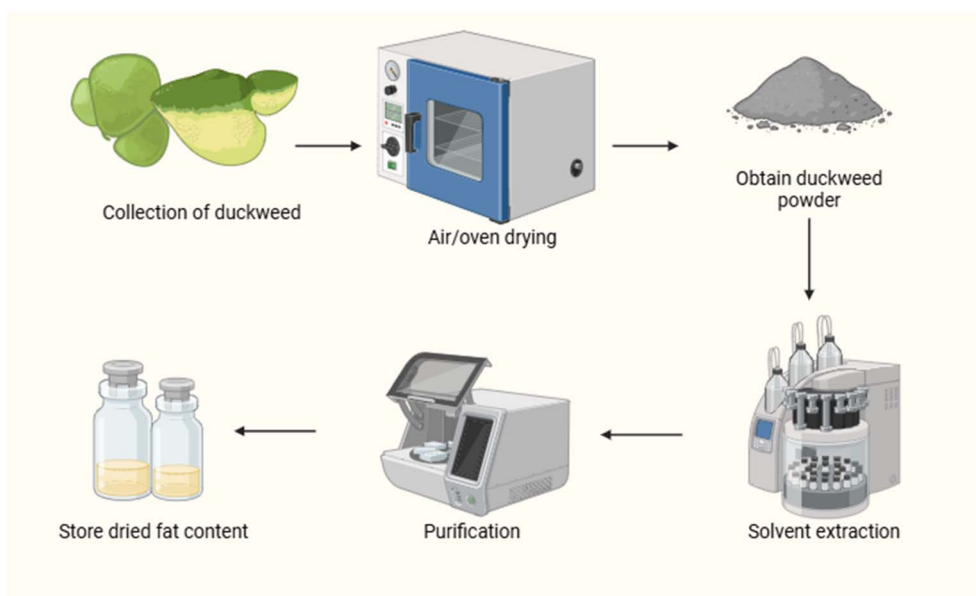 Collection of duckweed
Air/oven drying
Obtain duckweed
powder
Solvent extraction
Purification
Store dried fat content